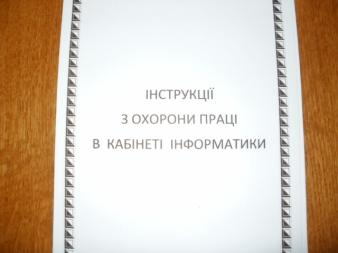 ІНСТРУКЦІЇ
З ОХОРОНИ ПРАЦІ
В КАБІНЕТІ ІНФОРМАТИКИ